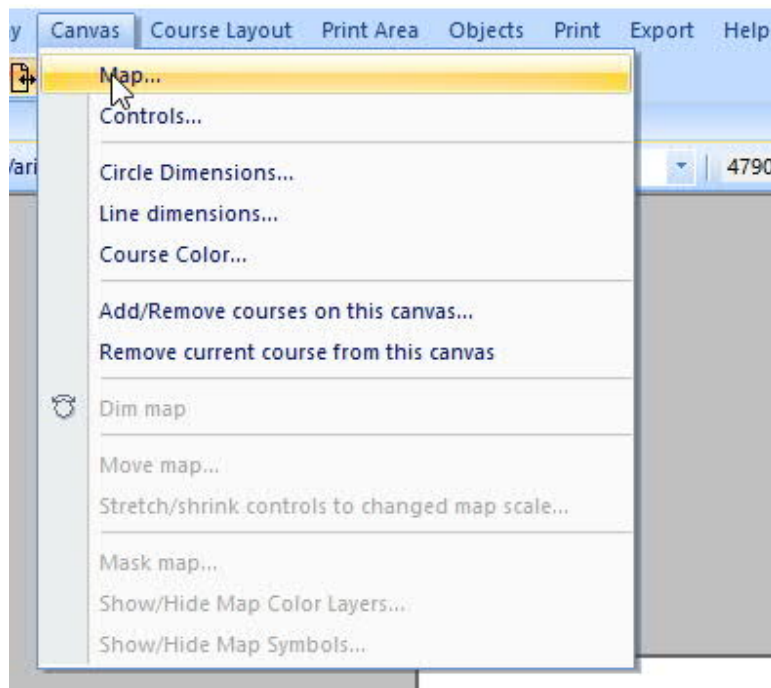 y Canvas Course Layout Print Area Objects Print Export Help
Map...
Controls...
/ari 4790
Circle Dimensions...
Line dimensions...
Course Color...
Add/Remove courses on this canvas...
Remove current course from this canvas
Dim map
Move map...
Stretch/shrink controls to changed map scale...
Mask map...
Show/Hide Map Color Layers...
Show/Hide Map Symbols...